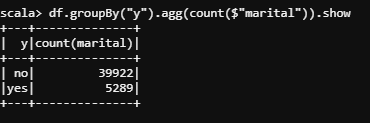 scala> df.groupBy("y").agg(count($"marital")).show
+---+--------------+
|  y|count(marital)|
+---+--------------+
| no|         39922|
|yes|          5289|
+---+--------------+